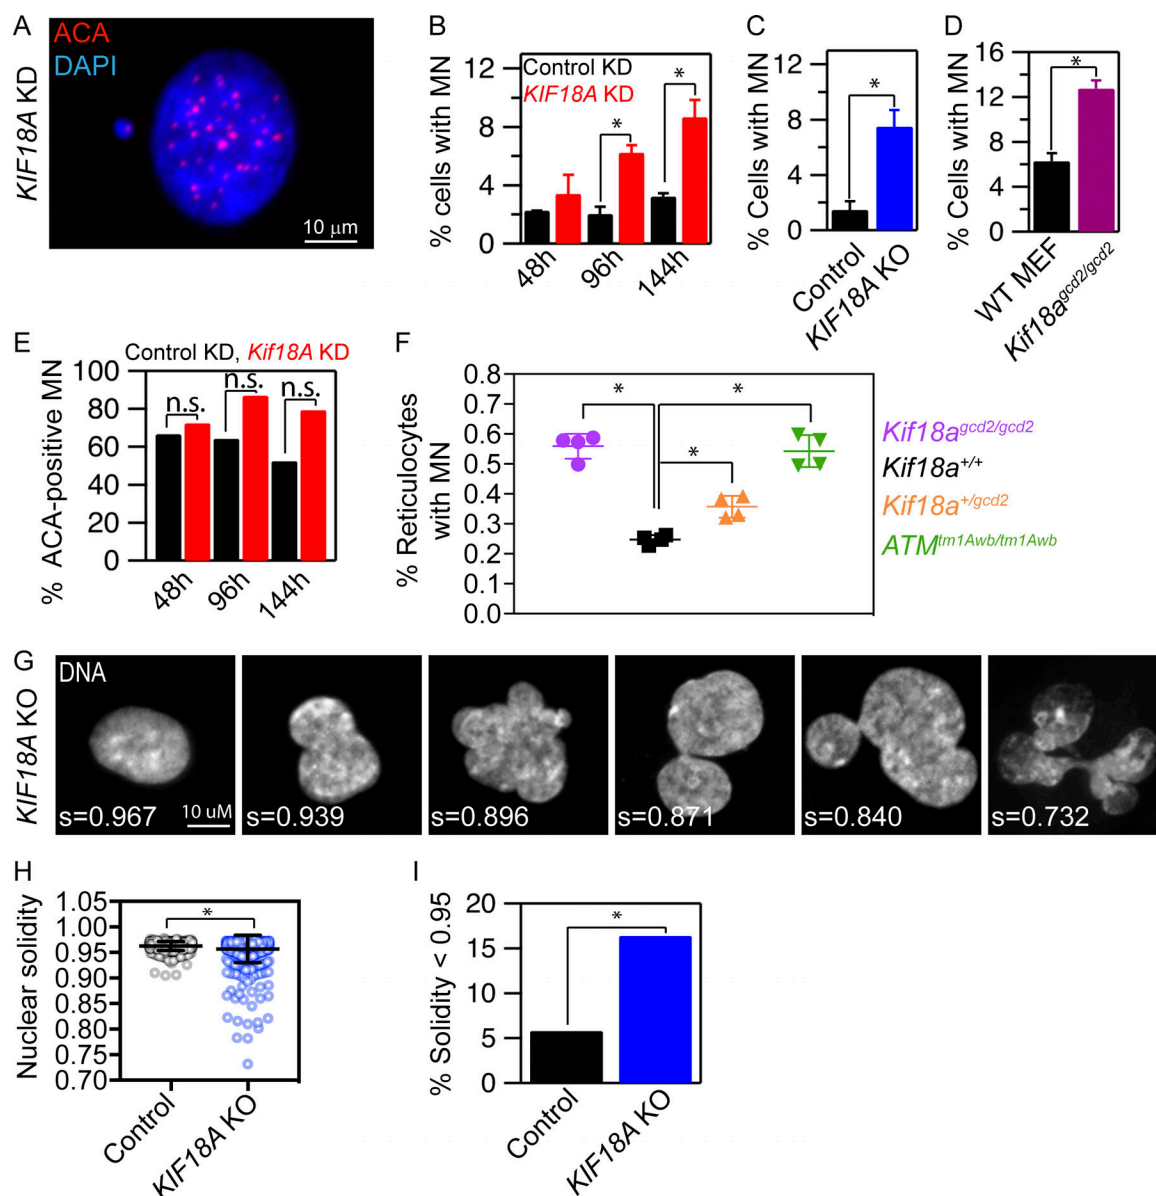 A
ACA
DAPI
KIF18A KD
10 µm
B
% cells with MN
12
8
4
0
Control KD
KIF18A KD
*
*
48h
96h
144h
C
% Cells with MN
12
8
4
0
*
Control
KIF18A KO
D
% Cells with MN
16
12
8
4
0
*
WT MEF
Kif18a^gcd2/gcd2
E
Control KD, Kif18A KD
% ACA-positive MN
100
80
60
40
20
0
n.s.
n.s.
n.s.
48h
96h
144h
F
% Reticulocytes
with MN
0.8
0.7
0.6
0.5
0.4
0.3
0.2
0.1
0.0
*
*
*
Kif18a^gcd2/gcd2
Kif18a^+/+
Kif18a^+/gcd2
ATM^tm1Awb/tm1Awb
G
KIF18A KO
DNA
s=0.967
10 uM
s=0.939
s=0.896
s=0.871
s=0.840
s=0.732
H
Nuclear solidity
1.05
1.00
0.95
0.90
0.85
0.80
0.75
0.70
*
Control
KIF18A KO
I
% Solidity < 0.95
20
15
10
5
0
*
Control
KIF18A KO